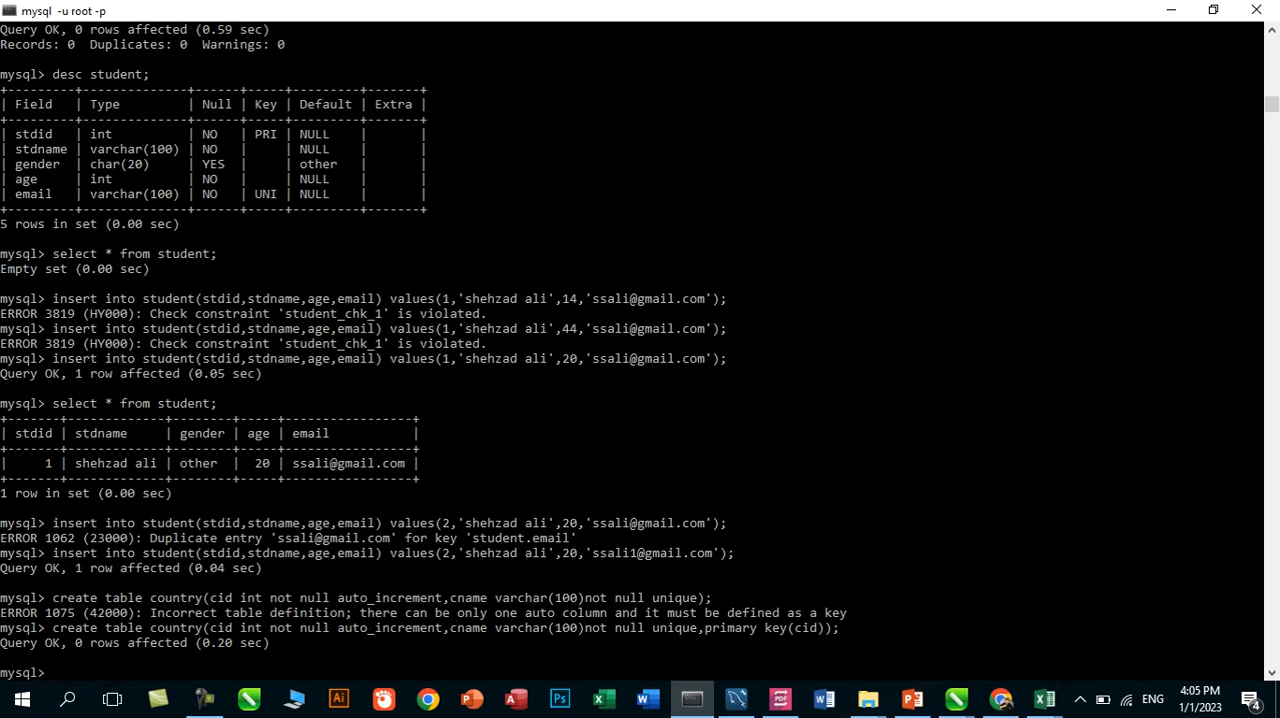 mysql  -u root -p
Query OK, 0 rows affected (0.59 sec)
Records: 0  Duplicates: 0  Warnings: 0
mysql> desc student;
+---------+--------------+------+-----+---------+-------+
| Field   | Type         | Null | Key | Default | Extra |
+---------+--------------+------+-----+---------+-------+
| stdid   | int          | NO   | PRI | NULL    |       |
| stdname | varchar(100) | NO   |     | NULL    |       |
| gender  | char(20)     | YES  |     | other   |       |
| age     | int          | NO   |     | NULL    |       |
| email   | varchar(100) | NO   | UNI | NULL    |       |
+---------+--------------+------+-----+---------+-------+
5 rows in set (0.00 sec)
mysql> select * from student;
Empty set (0.00 sec)
mysql> insert into student(stdid,stdname,age,email) values(1,'shehzad ali',14,'ssali@gmail.com');
ERROR 3819 (HY000): Check constraint 'student_chk_1' is violated.
mysql> insert into student(stdid,stdname,age,email) values(1,'shehzad ali',44,'ssali@gmail.com');
ERROR 3819 (HY000): Check constraint 'student_chk_1' is violated.
mysql> insert into student(stdid,stdname,age,email) values(1,'shehzad ali',20,'ssali@gmail.com');
Query OK, 1 row affected (0.05 sec)
mysql> select * from student;
+-------+-------------+--------+-----+-----------------+
| stdid | stdname     | gender | age | email           |
+-------+-------------+--------+-----+-----------------+
|     1 | shehzad ali | other  |  20 | ssali@gmail.com |
+-------+-------------+--------+-----+-----------------+
1 row in set (0.00 sec)
mysql> insert into student(stdid,stdname,age,email) values(2,'shehzad ali',20,'ssali@gmail.com');
ERROR 1062 (23000): Duplicate entry 'ssali@gmail.com' for key 'student.email'
mysql> insert into student(stdid,stdname,age,email) values(2,'shehzad ali',20,'ssali1@gmail.com');
Query OK, 1 row affected (0.04 sec)
mysql> create table country(cid int not null auto_increment,cname varchar(100)not null unique);
ERROR 1075 (42000): Incorrect table definition; there can be only one auto column and it must be defined as a key
mysql> create table country(cid int not null auto_increment,cname varchar(100)not null unique,primary key(cid));
Query OK, 0 rows affected (0.20 sec)
mysql>
ENG
4:05 PM
1/1/2023
4